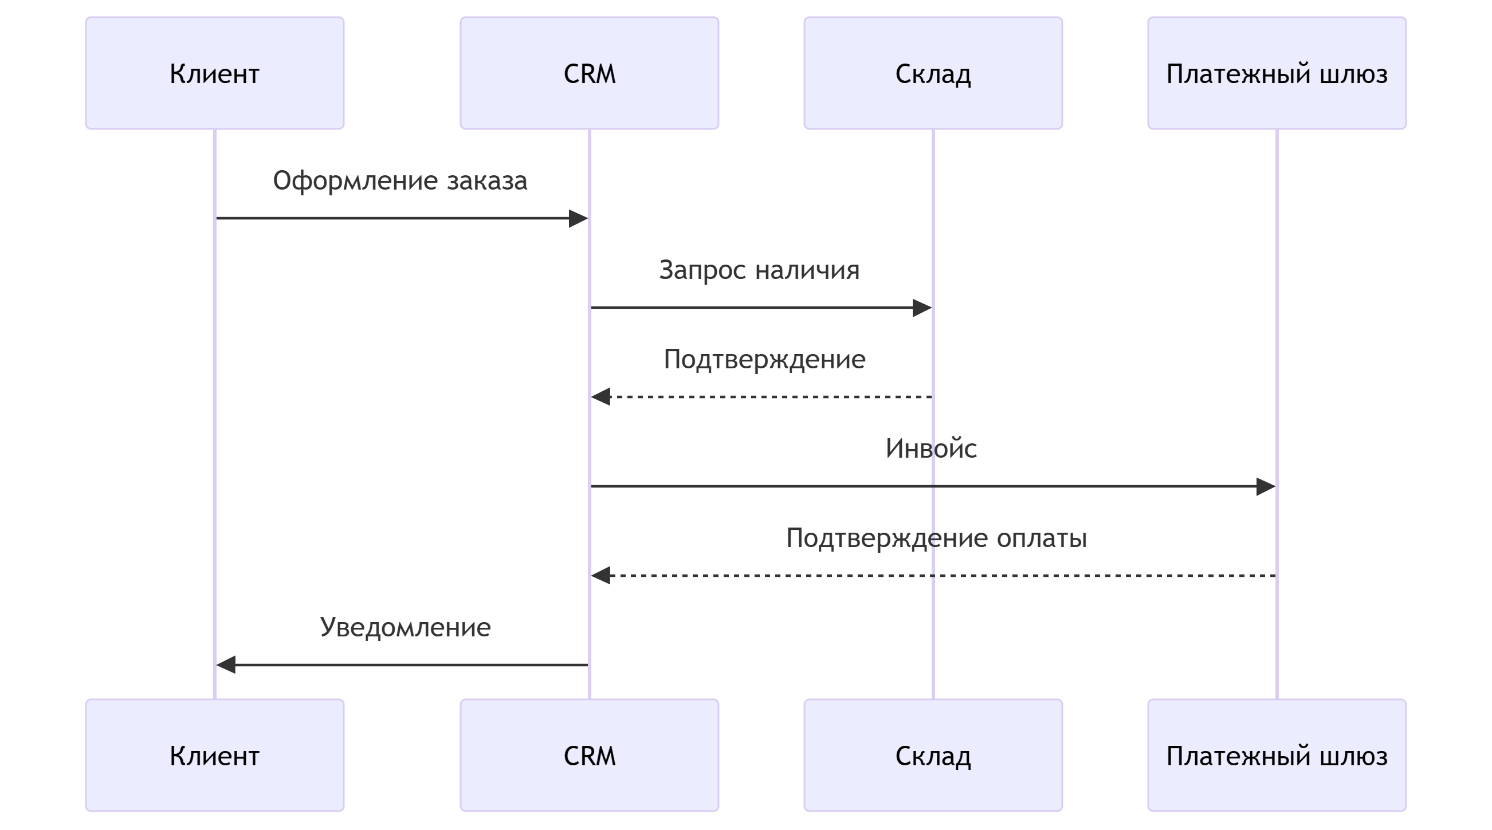 Клиент
CRM
Склад
Платежный шлюз
Оформление заказа
Запрос наличия
Подтверждение
Инвойс
Подтверждение оплаты
Уведомление
Клиент
CRM
Склад
Платежный шлюз